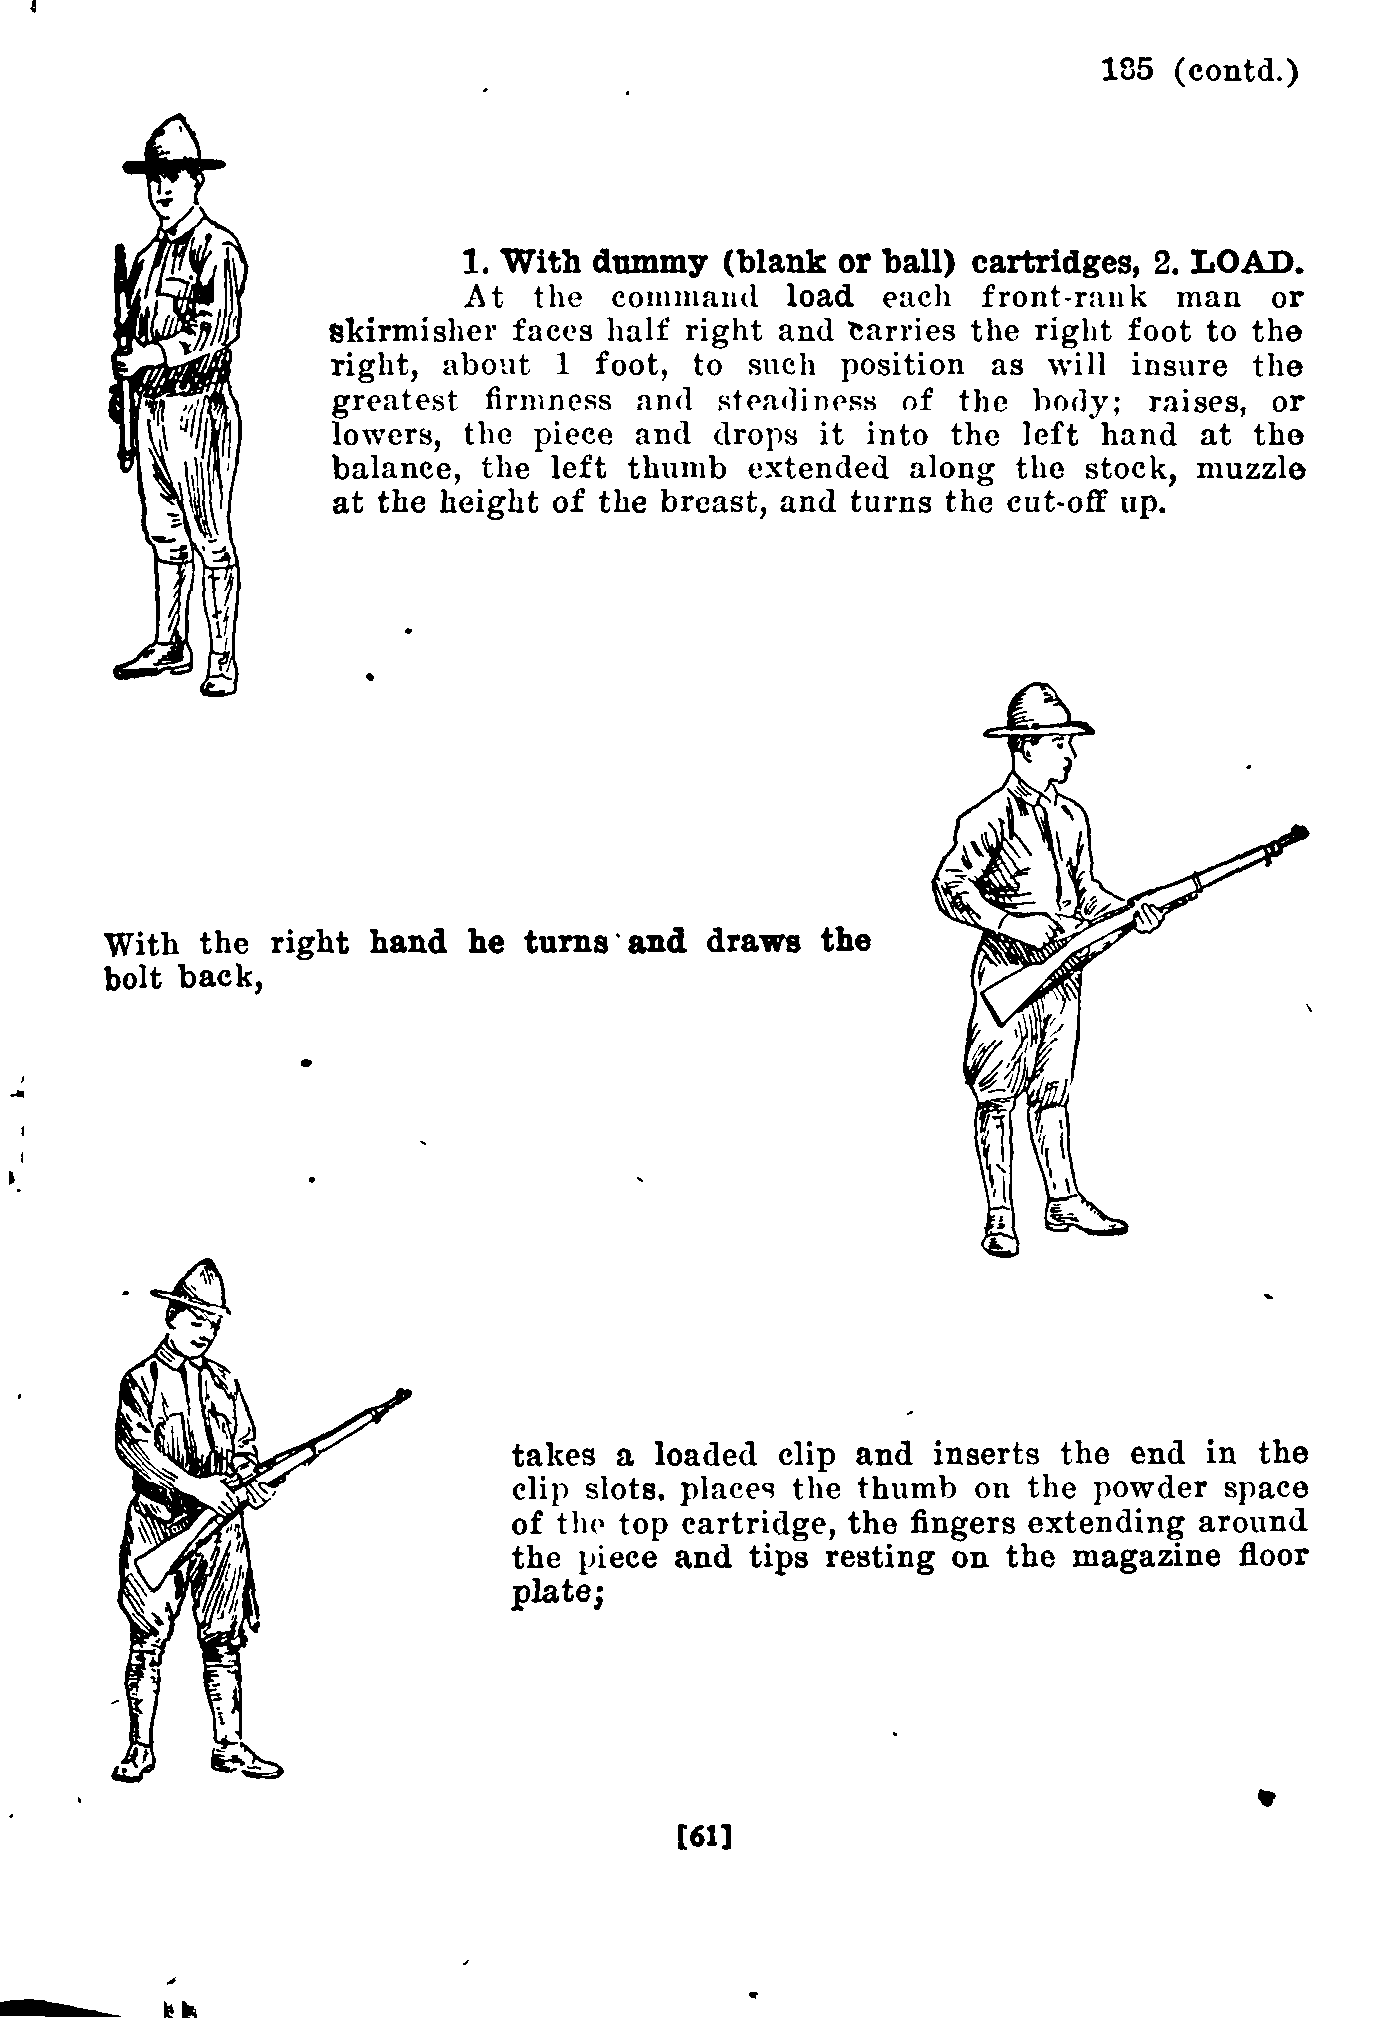 185 (contd.)
1. With dummy (blank or ball) cartridges, 2. LOAD.
At the command load each front-rank man or
skirmisher faces half right and carries the right foot to the
right, about 1 foot, to such position as will insure the
greatest firmness and steadiness of the body; raises, or
lowers, the piece and drops it into the left hand at the
balance, the left thumb extended along the stock, muzzle
at the height of the breast, and turns the cut-off up.
With the right hand he turns and draws the
bolt back,
takes a loaded clip and inserts the end in the
clip slots, places the thumb on the powder space
of the top cartridge, the fingers extending around
the piece and tips resting on the magazine floor
plate;
[61]